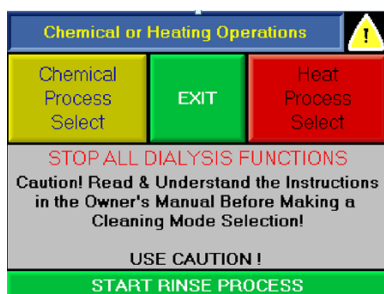 Chemical or Heating Operations
!
Chemical
Process
Select
EXIT
Heat
Process
Select
STOP ALL DIALYSIS FUNCTIONS
Caution! Read & Understand the Instructions
in the Owner's Manual Before Making a
Cleaning Mode Selection!
USE CAUTION !
START RINSE PROCESS